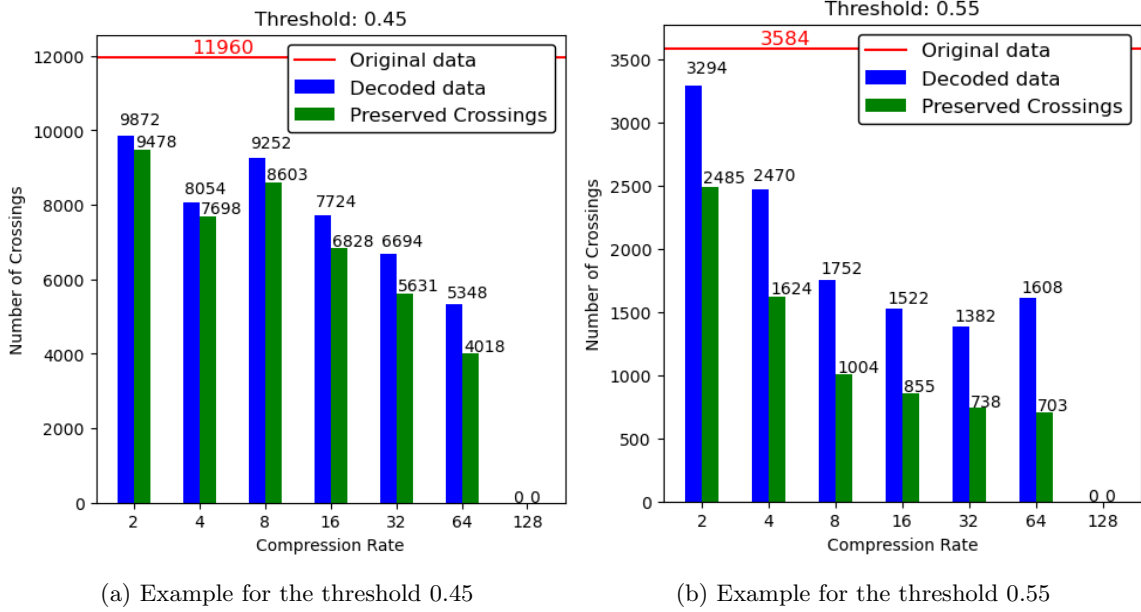 Threshold: 0.45
11960
Original data
Decoded data
Preserved Crossings
Number of Crossings
12000
10000
8000
6000
4000
2000
0
9872
9478
8054
7698
9252
8603
7724
6828
6694
5631
5348
4018
0 0
2 4 8 16 32 64 128
Compression Rate
(a) Example for the threshold 0.45
Threshold: 0.55
3584
Original data
Decoded data
Preserved Crossings
Number of Crossings
3500
3000
2500
2000
1500
1000
500
0
3294
2485
2470
1624
1752
1004
1522
855
1382
738
1608
703
0 0
2 4 8 16 32 64 128
Compression Rate
(b) Example for the threshold 0.55